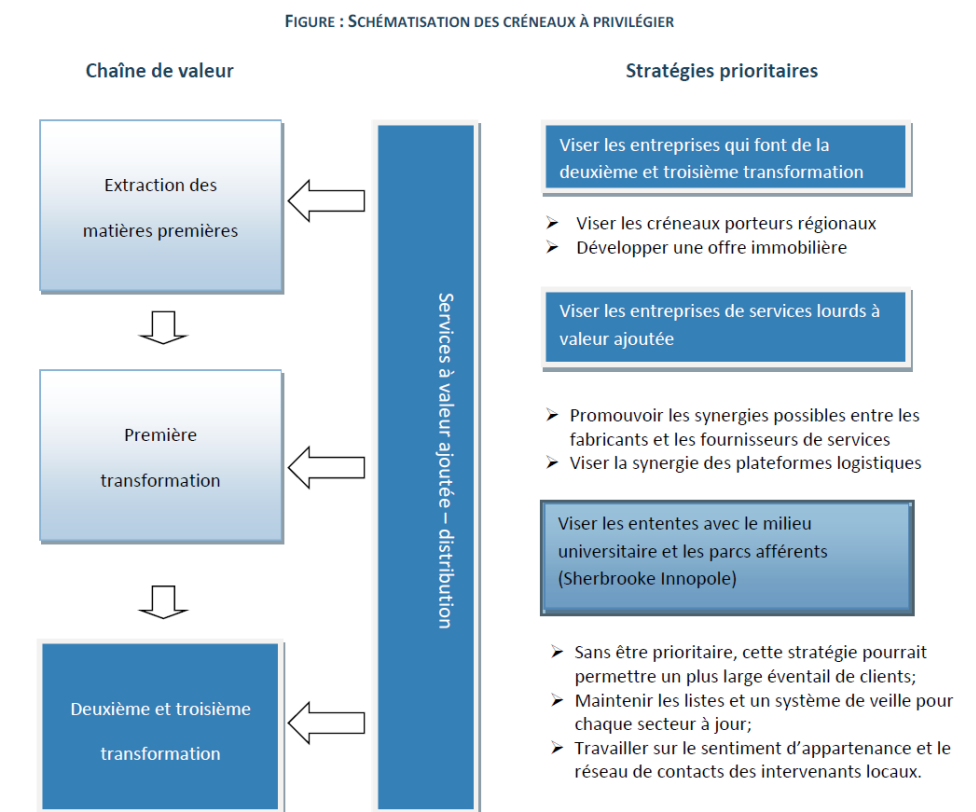 FIGURE : SCHÉMATISATION DES CRÉNEAUX À PRIVILÉGIER
Chaîne de valeur
Extraction des
matières premières
Première
transformation
Deuxième et troisième
transformation
Services à valeur ajoutée – distribution
Stratégies prioritaires
Viser les entreprises qui font de la
deuxième et troisième transformation
➢ Viser les créneaux porteurs régionaux
➢ Développer une offre immobilière
Viser les entreprises de services lourds à
valeur ajoutée
➢ Promouvoir les synergies possibles entre les
fabricants et les fournisseurs de services
➢ Viser la synergie des plateformes logistiques
Viser les ententes avec le milieu
universitaire et les parcs afférents
(Sherbrooke Innopole)
➢ Sans être prioritaire, cette stratégie pourrait
permettre un plus large éventail de clients;
➢ Maintenir les listes et un système de veille pour
chaque secteur à jour;
➢ Travailler sur le sentiment d’appartenance et le
réseau de contacts des intervenants locaux.